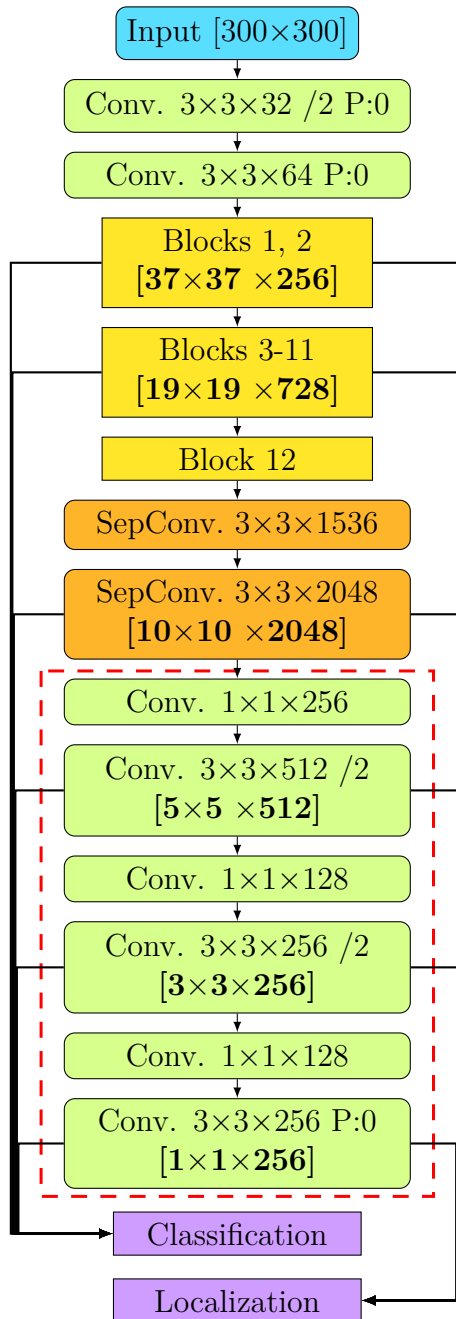 Input [300×300]
Conv. 3×3×32 /2 P:0
Conv. 3×3×64 P:0
Blocks 1, 2
[37×37 ×256]
Blocks 3-11
[19×19 ×728]
Block 12
SepConv. 3×3×1536
SepConv. 3×3×2048
[10×10 ×2048]
Conv. 1×1×256
Conv. 3×3×512 /2
[5×5 ×512]
Conv. 1×1×128
Conv. 3×3×256 /2
[3×3×256]
Conv. 1×1×128
Conv. 3×3×256 P:0
[1×1×256]
Classification
Localization